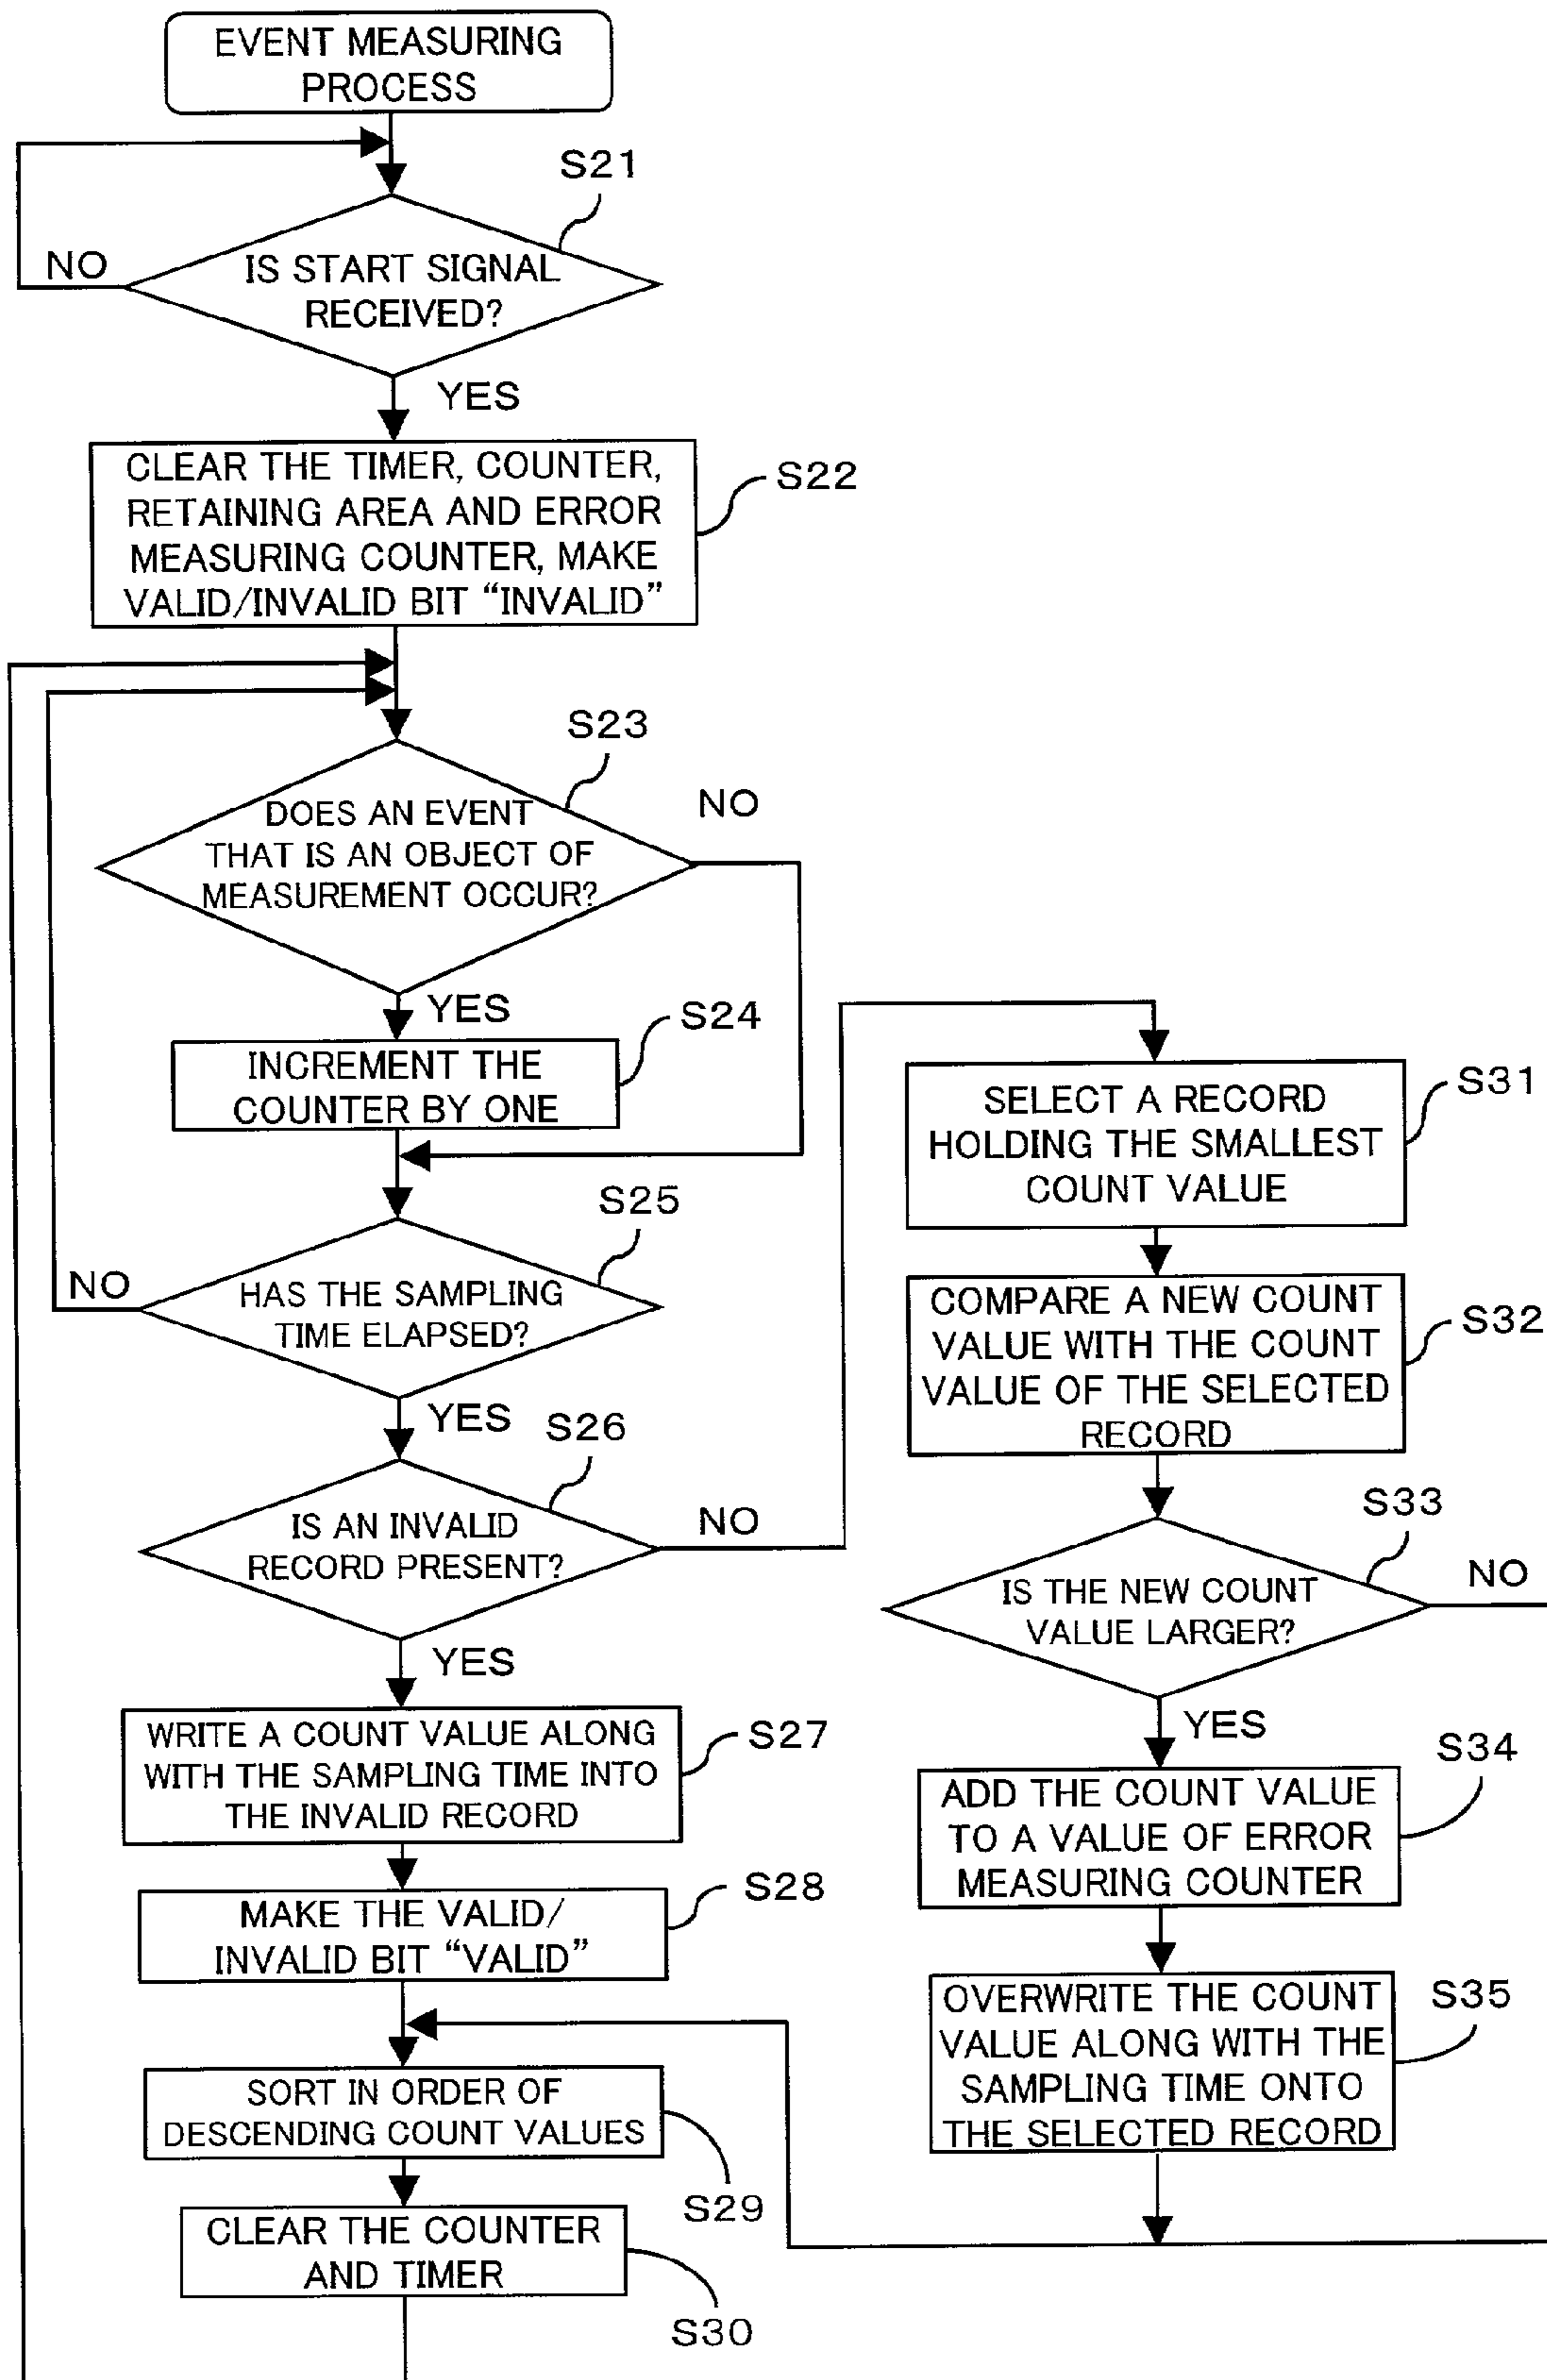 EVENT MEASURING
PROCESS
S21
NO
IS START SIGNAL
RECEIVED?
YES
CLEAR THE TIMER, COUNTER,
RETAINING AREA AND ERROR
MEASURING COUNTER, MAKE
VALID/INVALID BIT “INVALID”
S22
S23
DOES AN EVENT
THAT IS AN OBJECT OF
MEASUREMENT OCCUR?
NO
YES
S24
INCREMENT THE
COUNTER BY ONE
S25
NO
HAS THE SAMPLING
TIME ELAPSED?
YES
S26
IS AN INVALID
RECORD PRESENT?
NO
YES
WRITE A COUNT VALUE ALONG
WITH THE SAMPLING TIME INTO
THE INVALID RECORD
S27
MAKE THE VALID/
INVALID BIT “VALID”
S28
SORT IN ORDER OF
DESCENDING COUNT VALUES
S29
CLEAR THE COUNTER
AND TIMER
S30
SELECT A RECORD
HOLDING THE SMALLEST
COUNT VALUE
S31
COMPARE A NEW COUNT
VALUE WITH THE COUNT
VALUE OF THE SELECTED
RECORD
S32
S33
IS THE NEW COUNT
VALUE LARGER?
NO
YES
S34
ADD THE COUNT VALUE
TO A VALUE OF ERROR
MEASURING COUNTER
OVERWRITE THE COUNT
VALUE ALONG WITH THE
SAMPLING TIME ONTO
THE SELECTED RECORD
S35